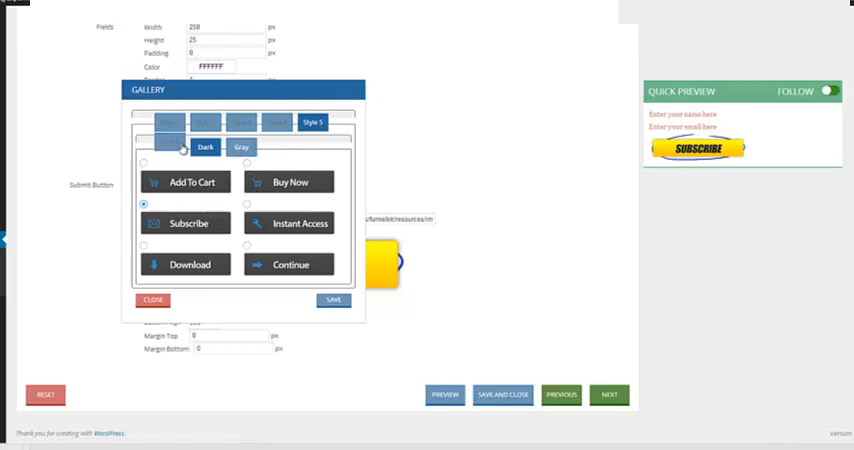 Fields
Width 250 px
Height 25 px
Padding 0 px
Color FFFFFF
GALLERY
Style 5
Dark Gray
Add To Cart
Buy Now
Subscribe
Instant Access
Download
Continue
CLOSE
SAVE
Submit Button
s/funnelkit/resources/im
Margin Top 0 px
Margin Bottom 0 px
RESET
PREVIEW
SAVE AND CLOSE
PREVIOUS
NEXT
QUICK PREVIEW
FOLLOW
Enter your name here
Enter your email here
SUBSCRIBE
Thank you for creating with WordPress.
Version